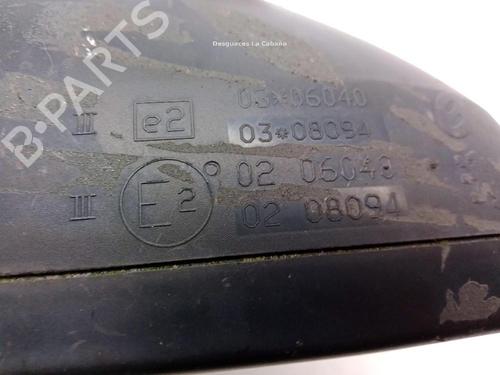 Desguaces La Cabaña
B-PARTS
03*06040
III e2 03*08094
02 06040
III E2 02 08094